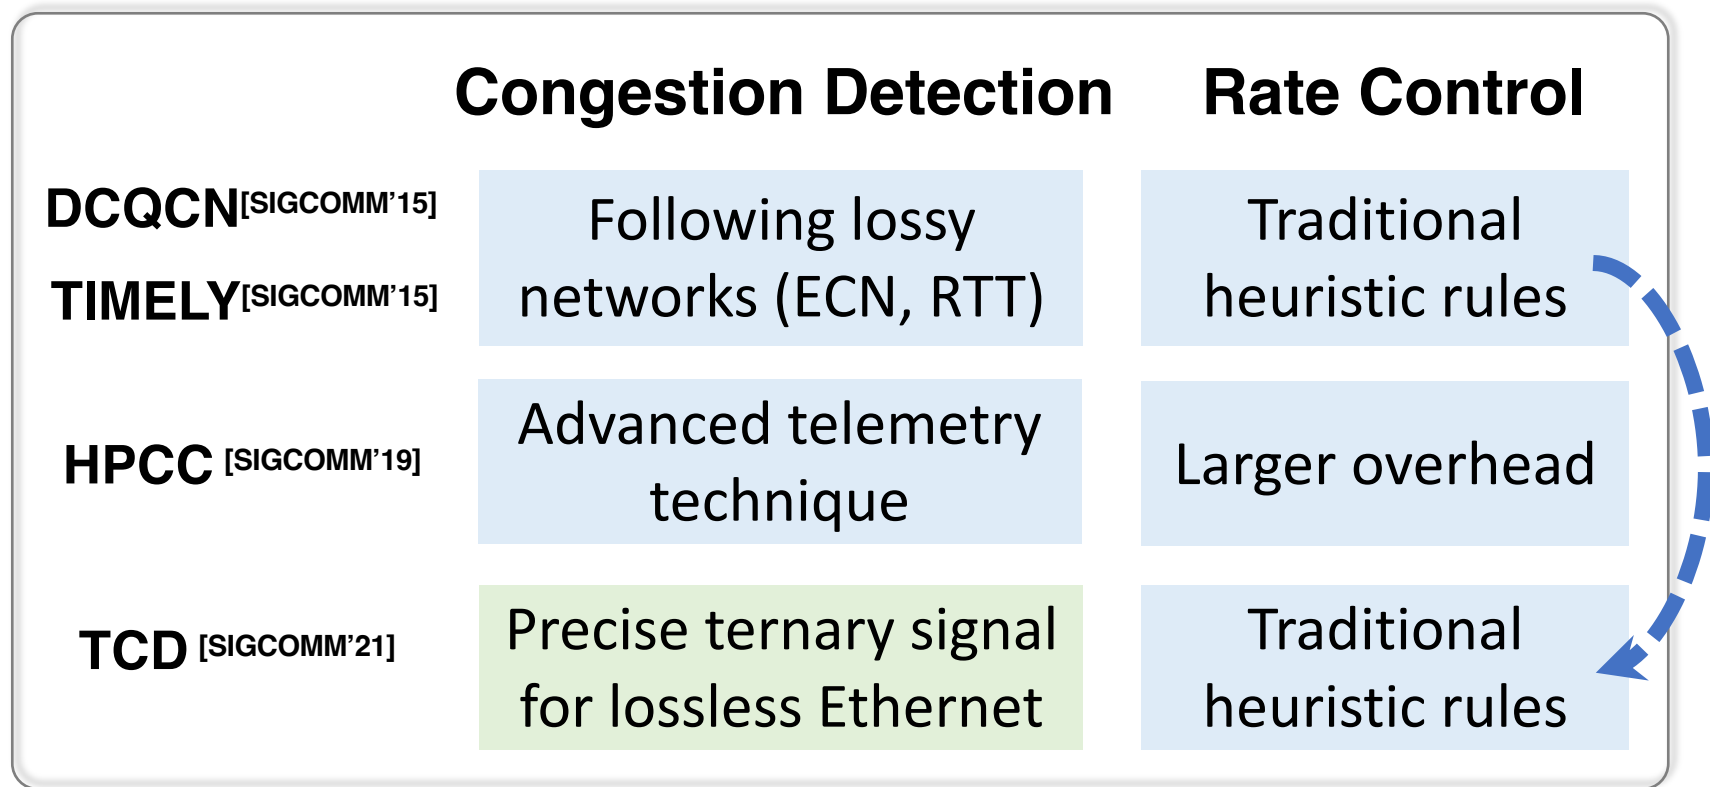 Congestion Detection Rate Control
DCQCN[SIGCOMM'15]
TIMELY[SIGCOMM'15]
Following lossy
networks (ECN, RTT)
Traditional
heuristic rules
HPCC [SIGCOMM'19]
Advanced telemetry
technique
Larger overhead
TCD [SIGCOMM'21]
Precise ternary signal
for lossless Ethernet
Traditional
heuristic rules